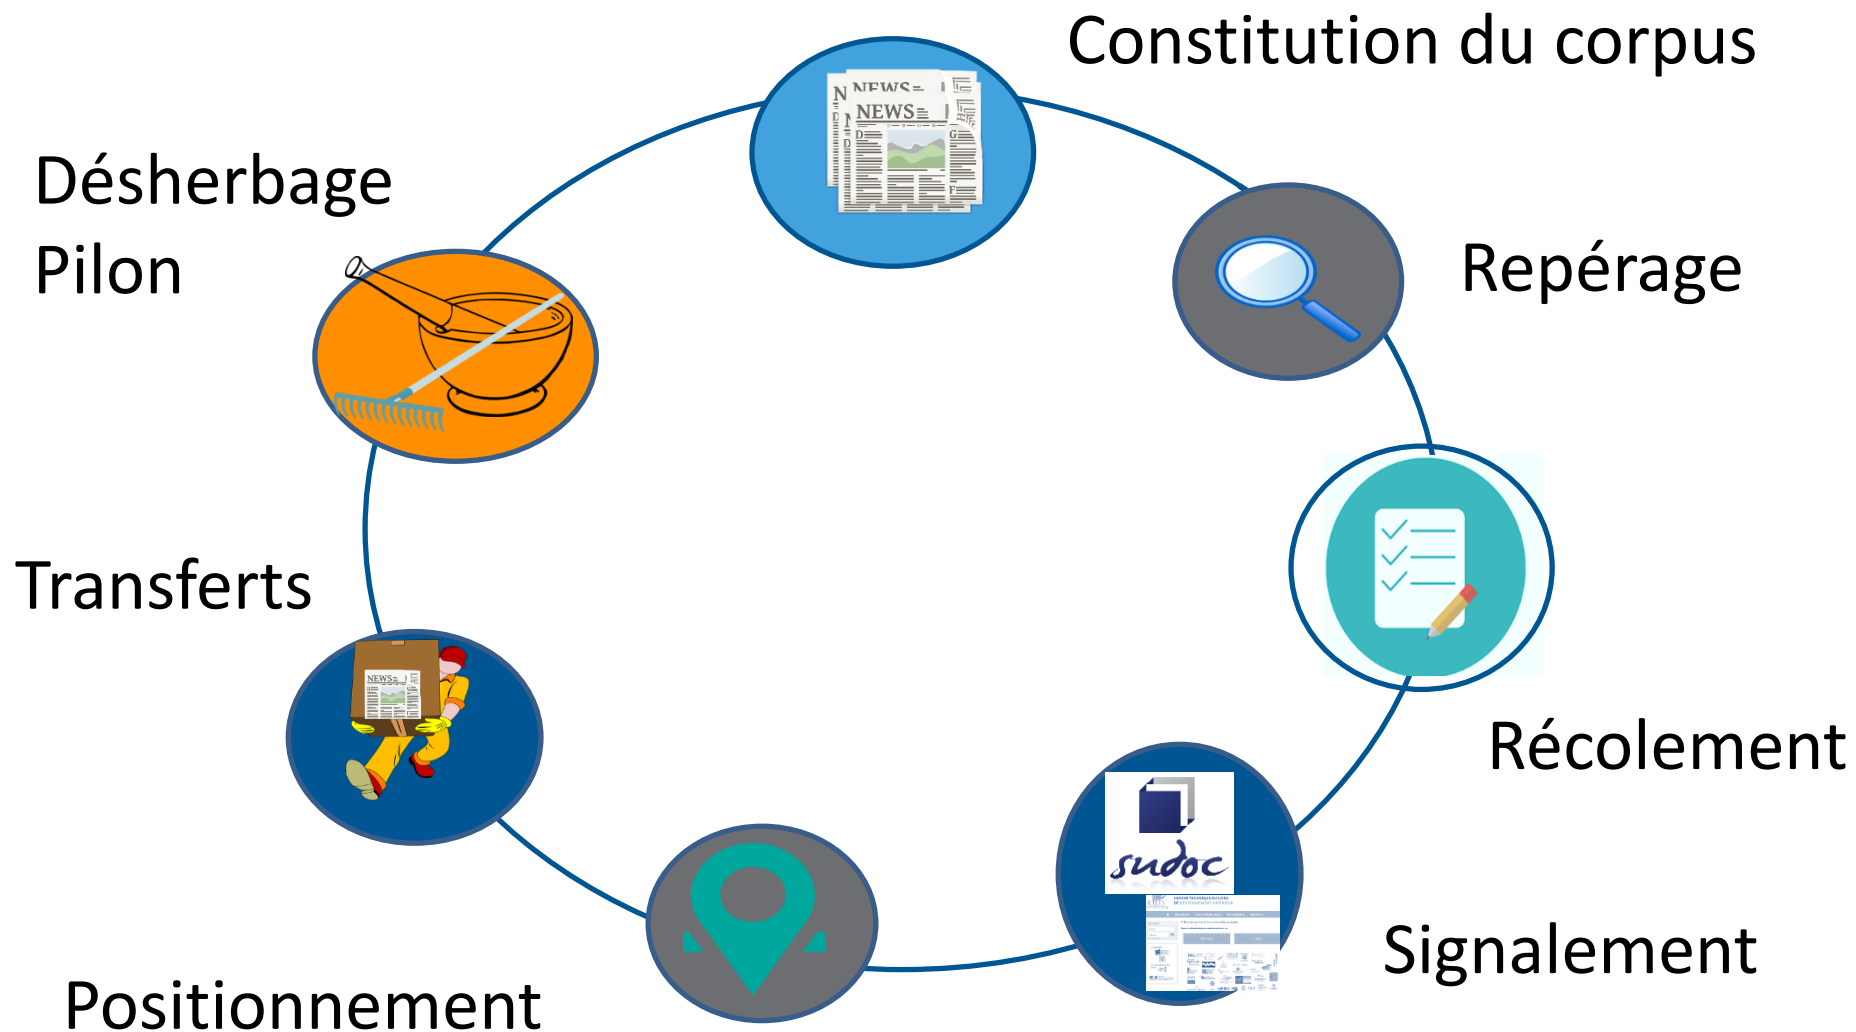 Constitution du corpus
NEWS
NEWS
Désherbage
Pilon
Repérage
Transferts
NEWS
Récolement
sudoc
Signalement
Positionnement